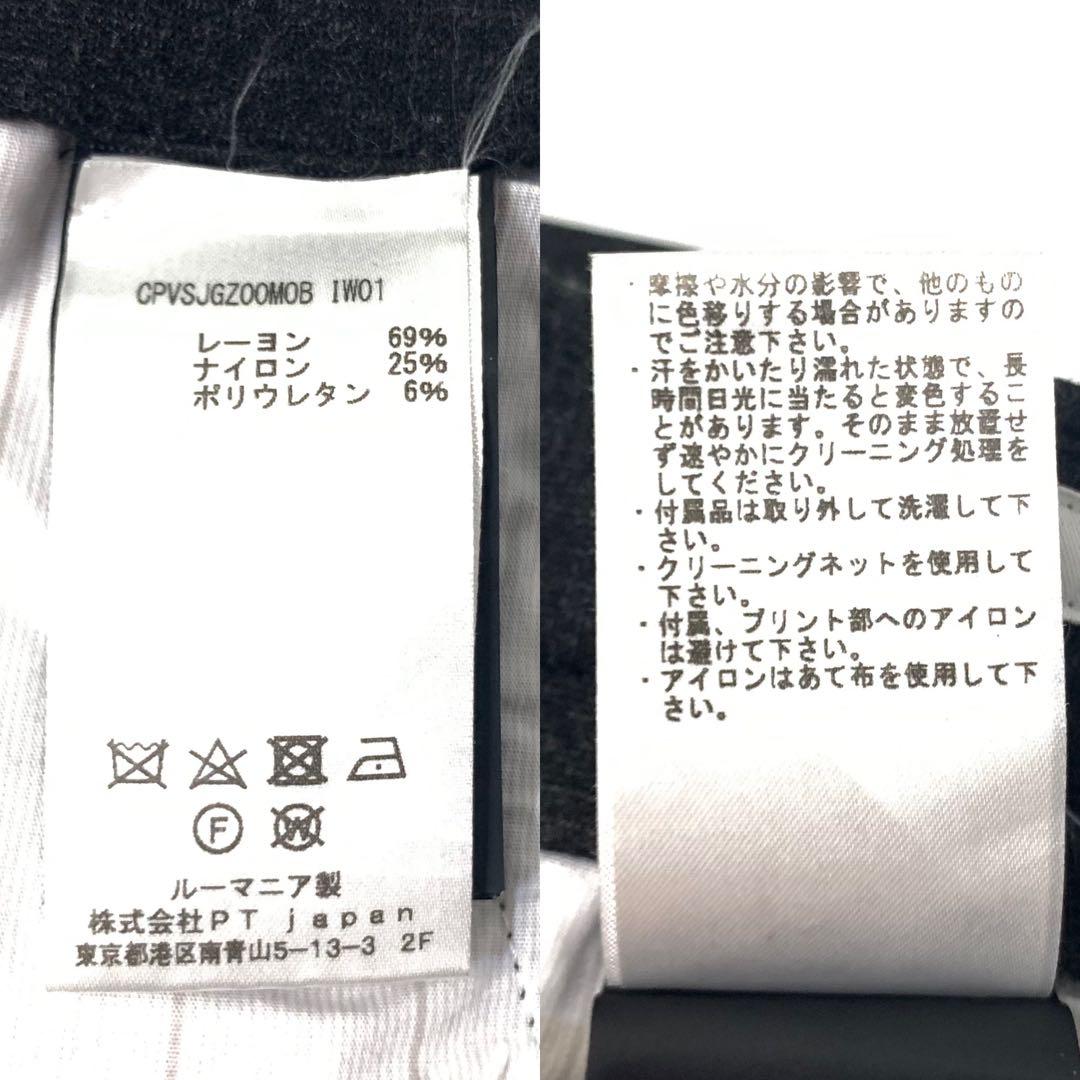 CPVSJGZ00M0B IW01
レーヨン 69%
ナイロン 25%
ポリウレタン 6%
F
W
ルーマニア製
株式会社PT japan
東京都港区南青山5-13-3 2F
・摩擦や水分の影響で、他のもの
に色移りする場合がありますの
でご注意下さい。
・汗をかいたり濡れた状態で、長
時間日光に当たると変色するこ
とがあります。そのまま放置せ
ず速やかにクリーニング処理を
してください。
・付属品は取り外して洗濯して下
さい。
・クリーニングネットを使用して
下さい。
・付属、プリント部へのアイロン
は避けて下さい。
・アイロンはあて布を使用して下
さい。